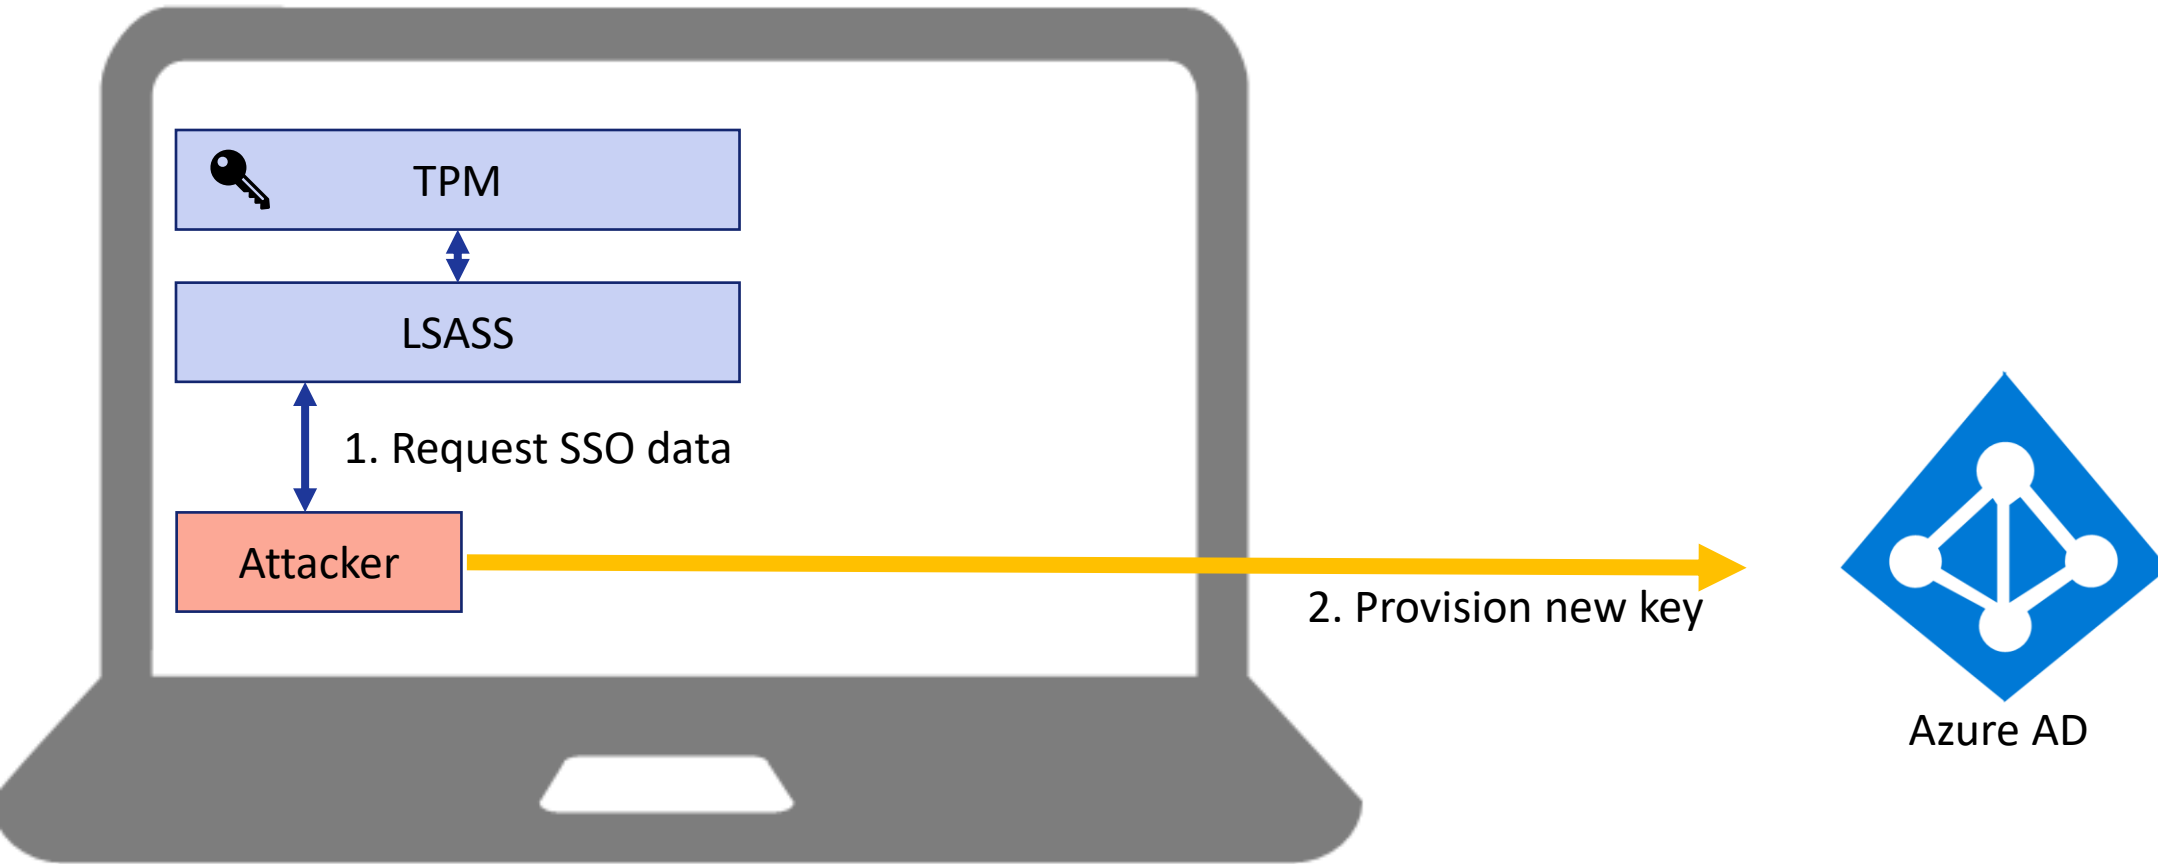 TPM
LSASS
1. Request SSO data
Attacker
2. Provision new key
Azure AD